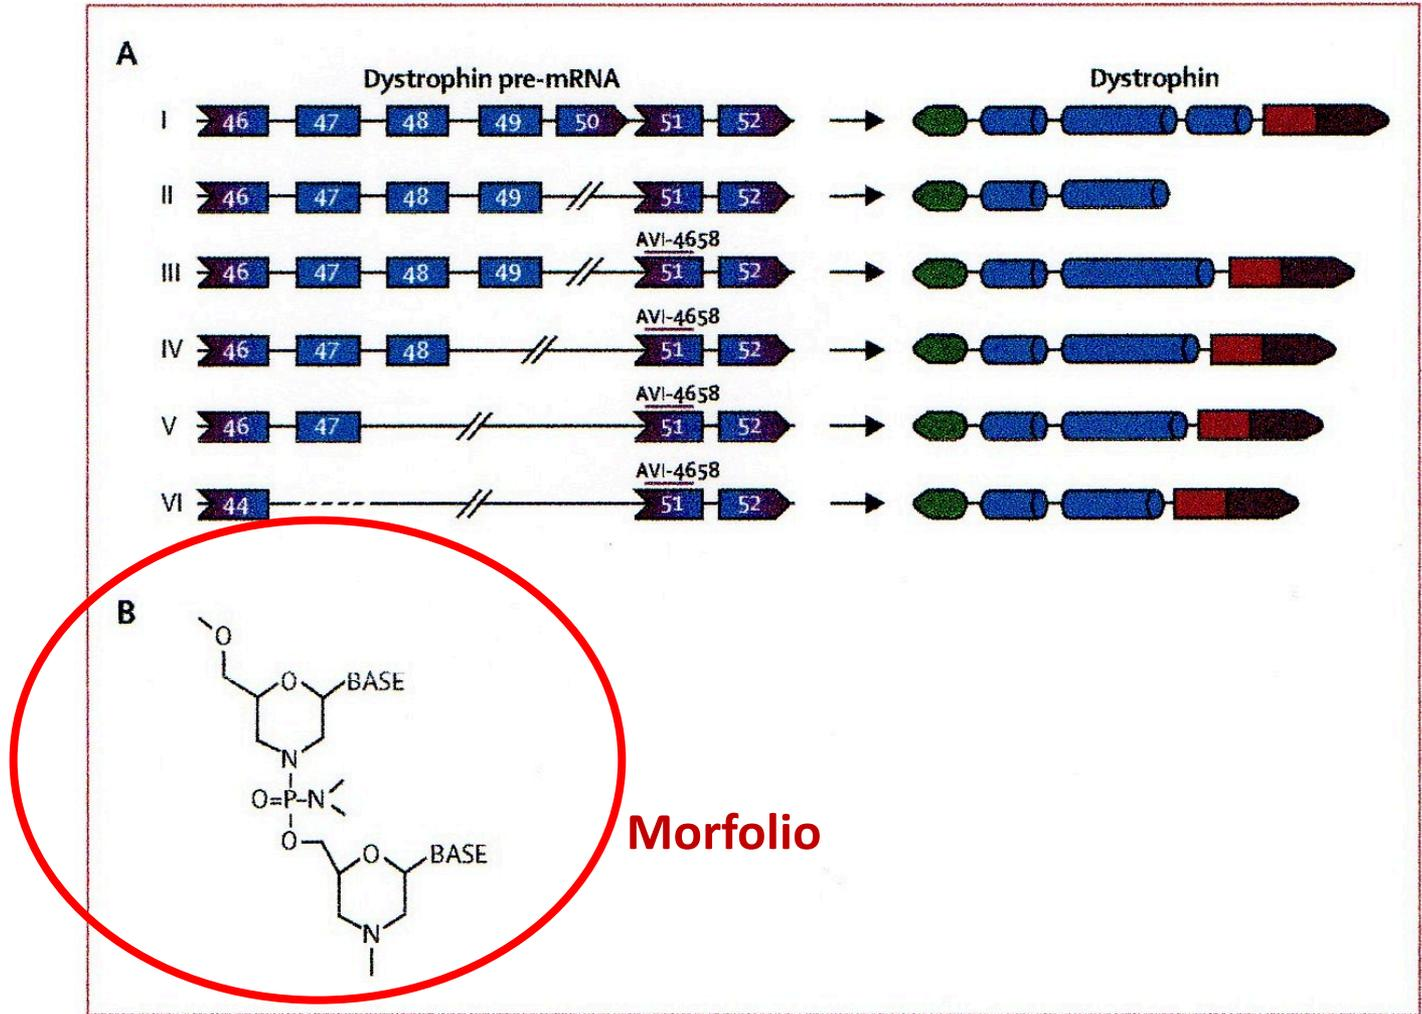 A
Dystrophin pre-mRNA Dystrophin
I 46 47 48 49 50 51 52
II 46 47 48 49 51 52
AVI-4658
III 46 47 48 49 51 52
AVI-4658
IV 46 47 48 51 52
AVI-4658
V 46 47 51 52
AVI-4658
VI 44 51 52
B
O
O BASE
N
O=P-N
O
O BASE
N
Morfolio